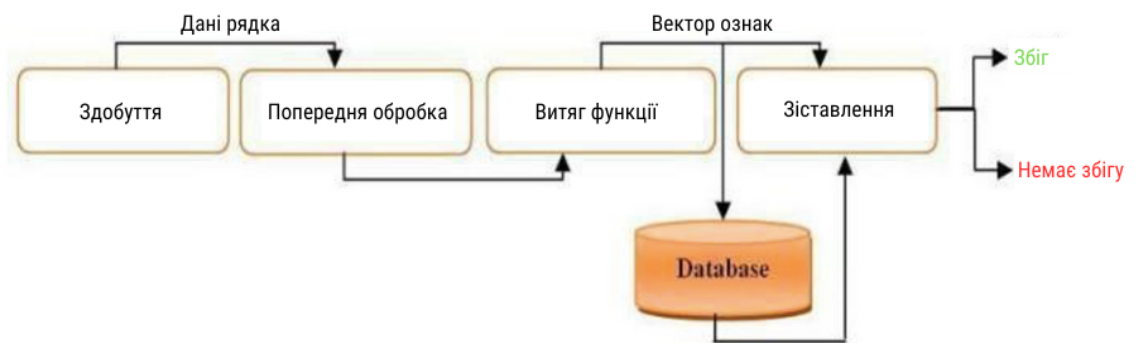 Дані рядка
Вектор ознак
Здобуття
Попередня обробка
Витяг функції
Зіставлення
Збіг
Немає збігу
Database